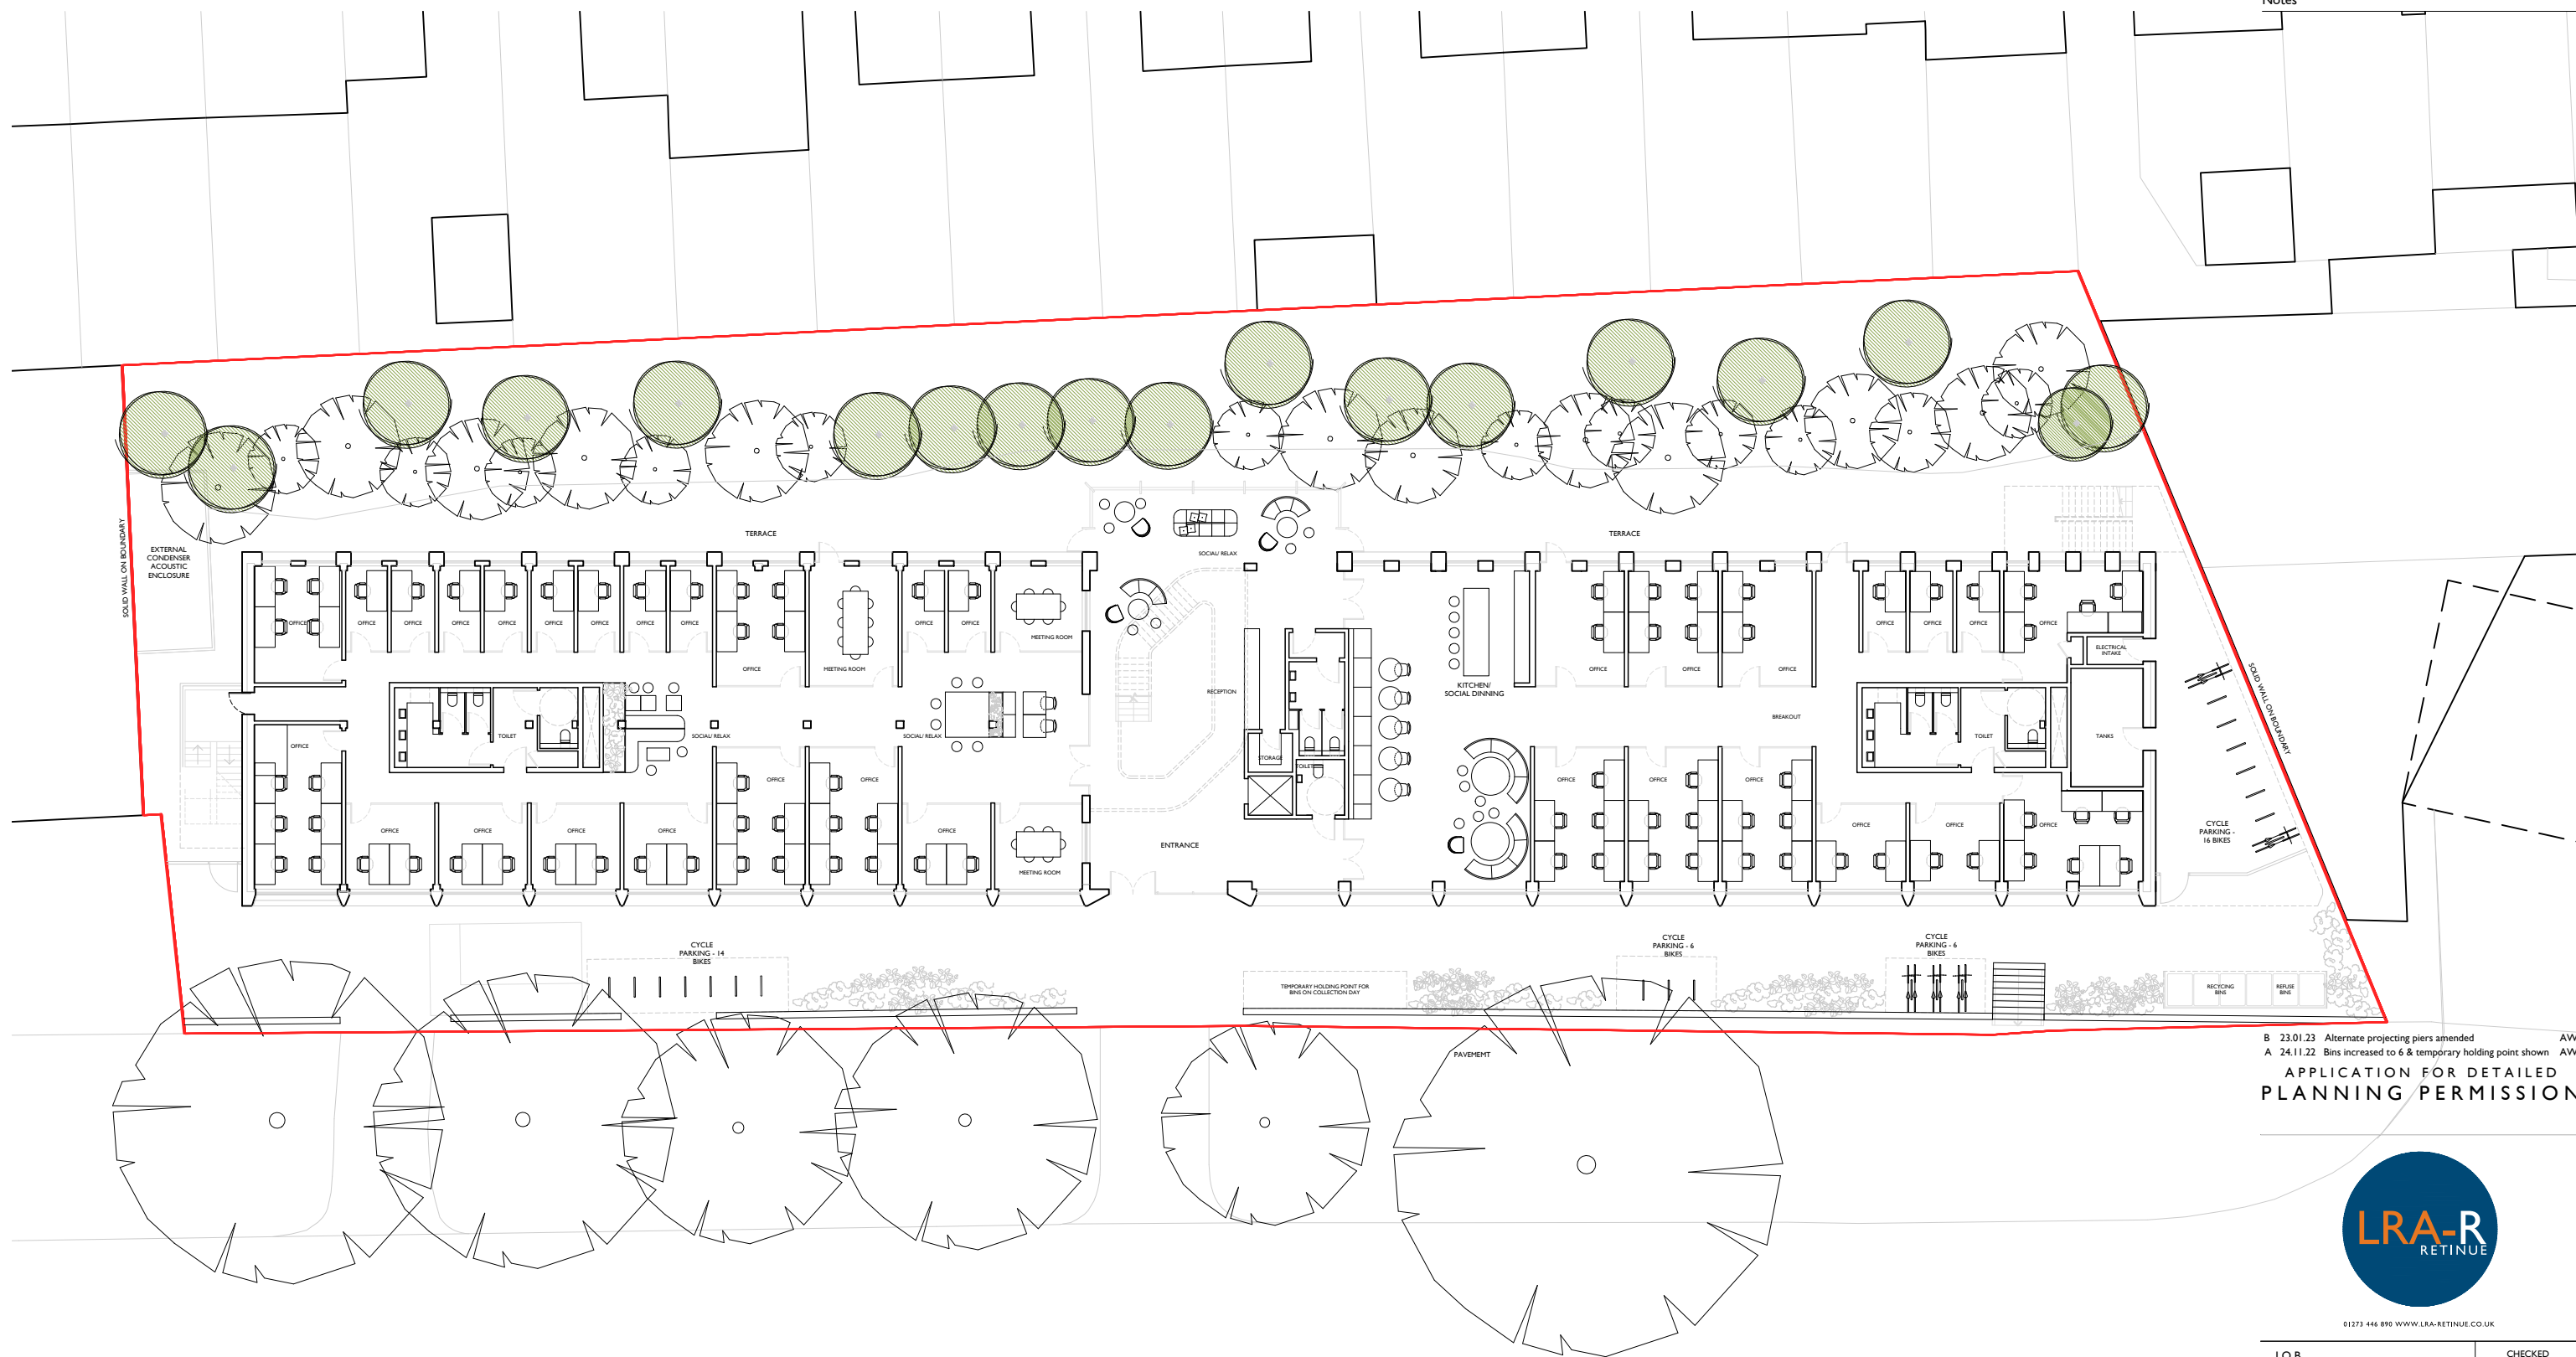 Notes
TERRACE
TERRACE
SOLID WALL ON BOUNDARY
EXTERNAL
CONDENSER
ACOUSTIC
ENCLOSURE
SOCIAL/ RELAX
OFFICE
OFFICE
OFFICE
OFFICE
OFFICE
OFFICE
OFFICE
OFFICE
OFFICE
OFFICE
MEETING ROOM
OFFICE
OFFICE
MEETING ROOM
OFFICE
OFFICE
OFFICE
OFFICE
OFFICE
OFFICE
OFFICE
ELECTRICAL
INTAKE
KITCHEN/
SOCIAL DINNING
RECEPTION
SOLID WALL ON BOUNDARY
BREAKOUT
OFFICE
TOILET
SOCIAL/ RELAX
SOCIAL/ RELAX
TOILET
TANKS
STORAGE
TOILET
OFFICE
OFFICE
OFFICE
OFFICE
OFFICE
OFFICE
OFFICE
OFFICE
OFFICE
OFFICE
ENTRANCE
MEETING ROOM
OFFICE
OFFICE
OFFICE
CYCLE
PARKING -
16 BIKES
CYCLE
PARKING - 14
BIKES
CYCLE
PARKING - 6
BIKES
CYCLE
PARKING - 6
BIKES
TEMPORARY HOLDING POINT FOR
BINS ON COLLECTION DAY
RECYCING
BINS
REFUSE
BINS
PAVEMEMT
B 23.01.23 Alternate projecting piers amended AW
A 24.11.22 Bins increased to 6 & temporary holding point shown AW
APPLICATION FOR DETAILED
PLANNING PERMISSION
LRA-R
RETINUE
01273 446 890 WWW.LRA-RETINUE.CO.UK
CHECKED